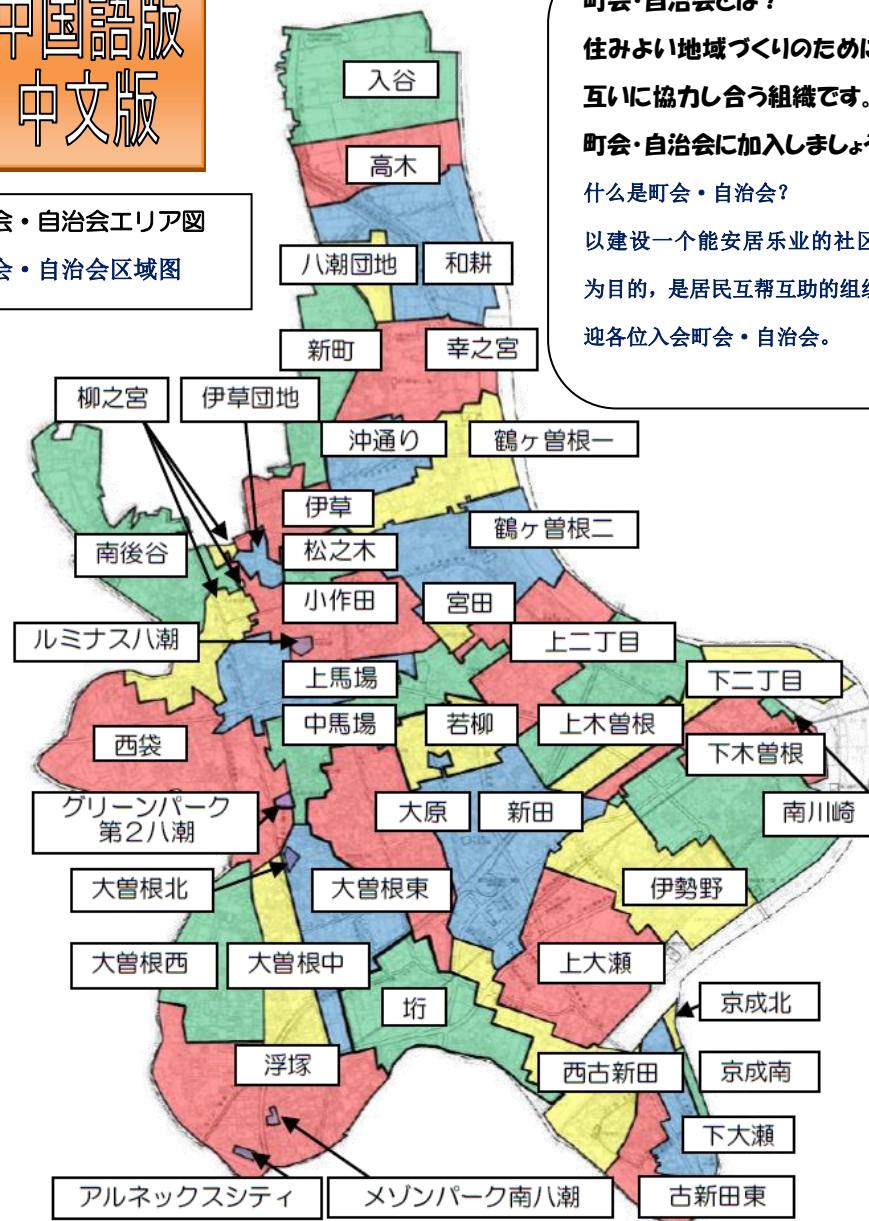 中国語版
中文版
会・自治会エリア図
会・自治会区域图
町会・自治会とは？
住みよい地域づくりのために
互いに協力し合う組織です。
町会・自治会に加入しましょう
什么是町会・自治会？
以建设一个能安居乐业的社区
为目的，是居民互帮互助的组织
迎各位入会町会・自治会。
入谷
高木
八潮団地
和耕
新町
幸之宮
柳之宮
伊草団地
沖通り
鶴ヶ曽根一
伊草
鶴ヶ曽根二
南後谷
松之木
小作田
宮田
ルミナス八潮
上二丁目
上馬場
下二丁目
中馬場
若柳
上木曽根
西袋
下木曽根
グリーンパーク
第２八潮
大原
新田
南川崎
大曽根北
大曽根東
伊勢野
大曽根西
大曽根中
上大瀬
垳
京成北
浮塚
西古新田
京成南
下大瀬
アルネックスシティ
メゾンパーク南八潮
古新田東